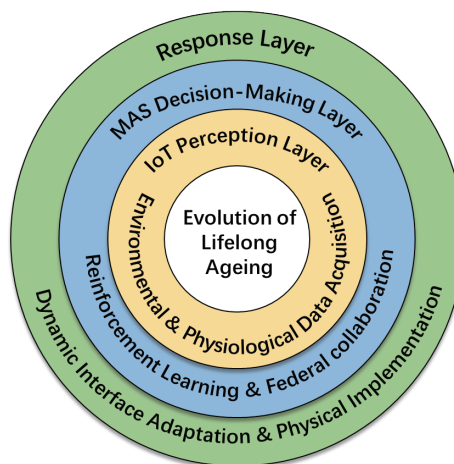 Response Layer
MAS Decision-Making Layer
IoT Perception Layer
Evolution of
Lifelong
Ageing
Environmental & Physiological Data Acquisition
Reinforcement Learning & Federal collaboration
Dynamic Interface Adaptation & Physical Implementation